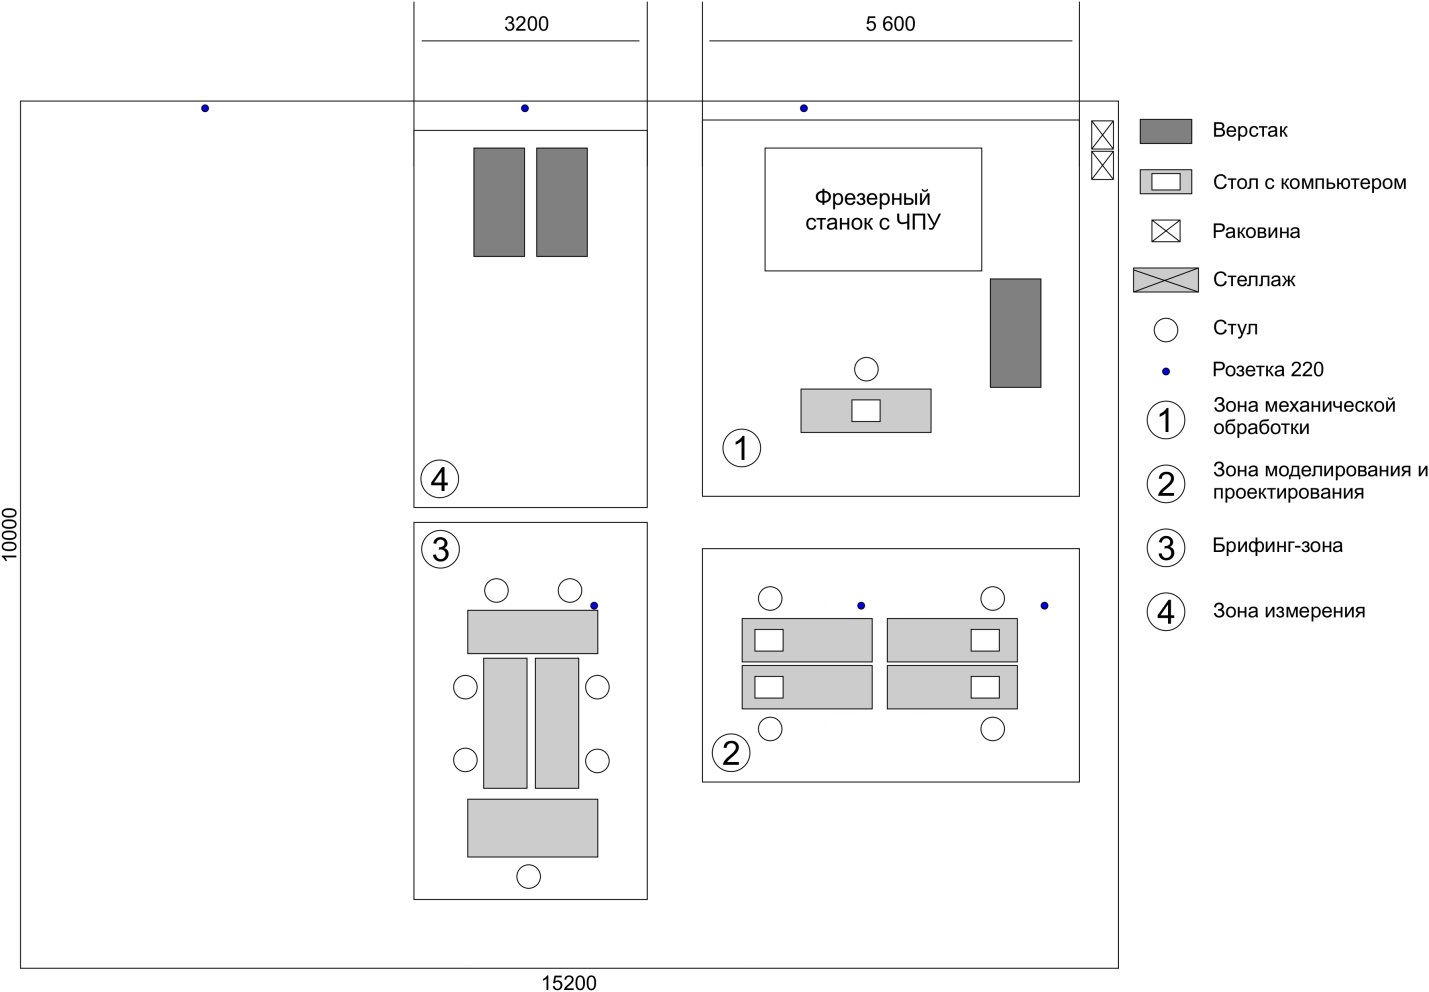 3200
5 600
Фрезерный
станок с ЧПУ
1
4
3
2
10000
15200
Верстак
Стол с компьютером
Раковина
Стеллаж
Стул
Розетка 220
1
Зона механической
обработки
2
Зона моделирования и
проектирования
3
Брифинг-зона
4
Зона измерения